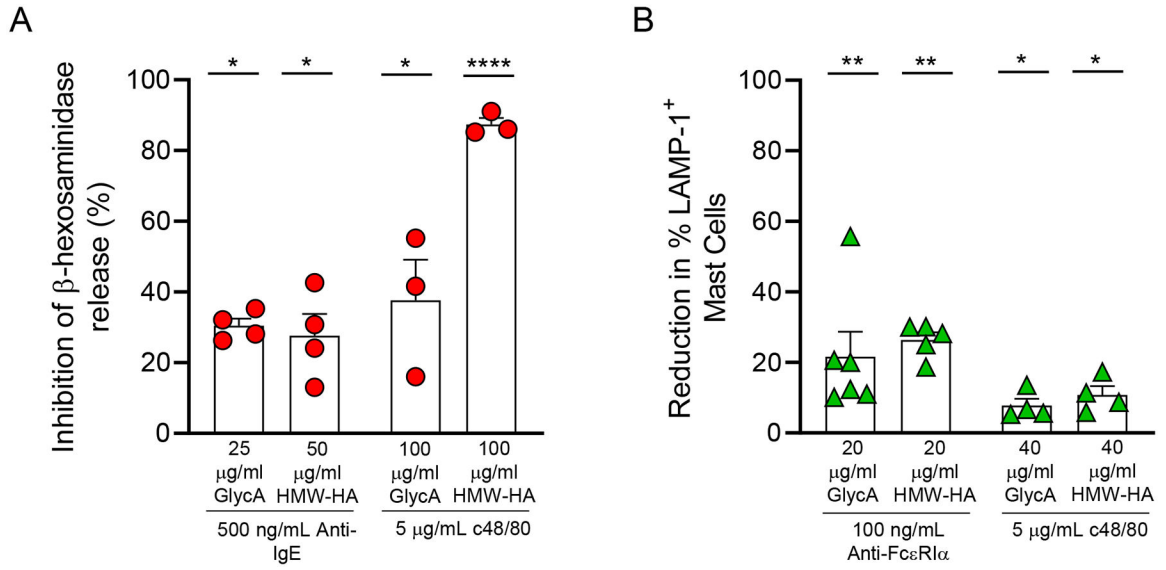 A
Inhibition of β-hexosaminidase
release (%)
100
80
60
40
20
0
*
*
*
****
25
µg/ml
GlycA
50
µg/ml
HMW-HA
100
µg/ml
GlycA
100
µg/ml
HMW-HA
500 ng/mL Anti-
IgE
5 µg/mL c48/80
B
Reduction in % LAMP-1+
Mast Cells
100
80
60
40
20
0
**
**
*
*
20
µg/ml
GlycA
20
µg/ml
HMW-HA
40
µg/ml
GlycA
40
µg/ml
HMW-HA
100 ng/mL
Anti-FcεRIα
5 µg/mL c48/80